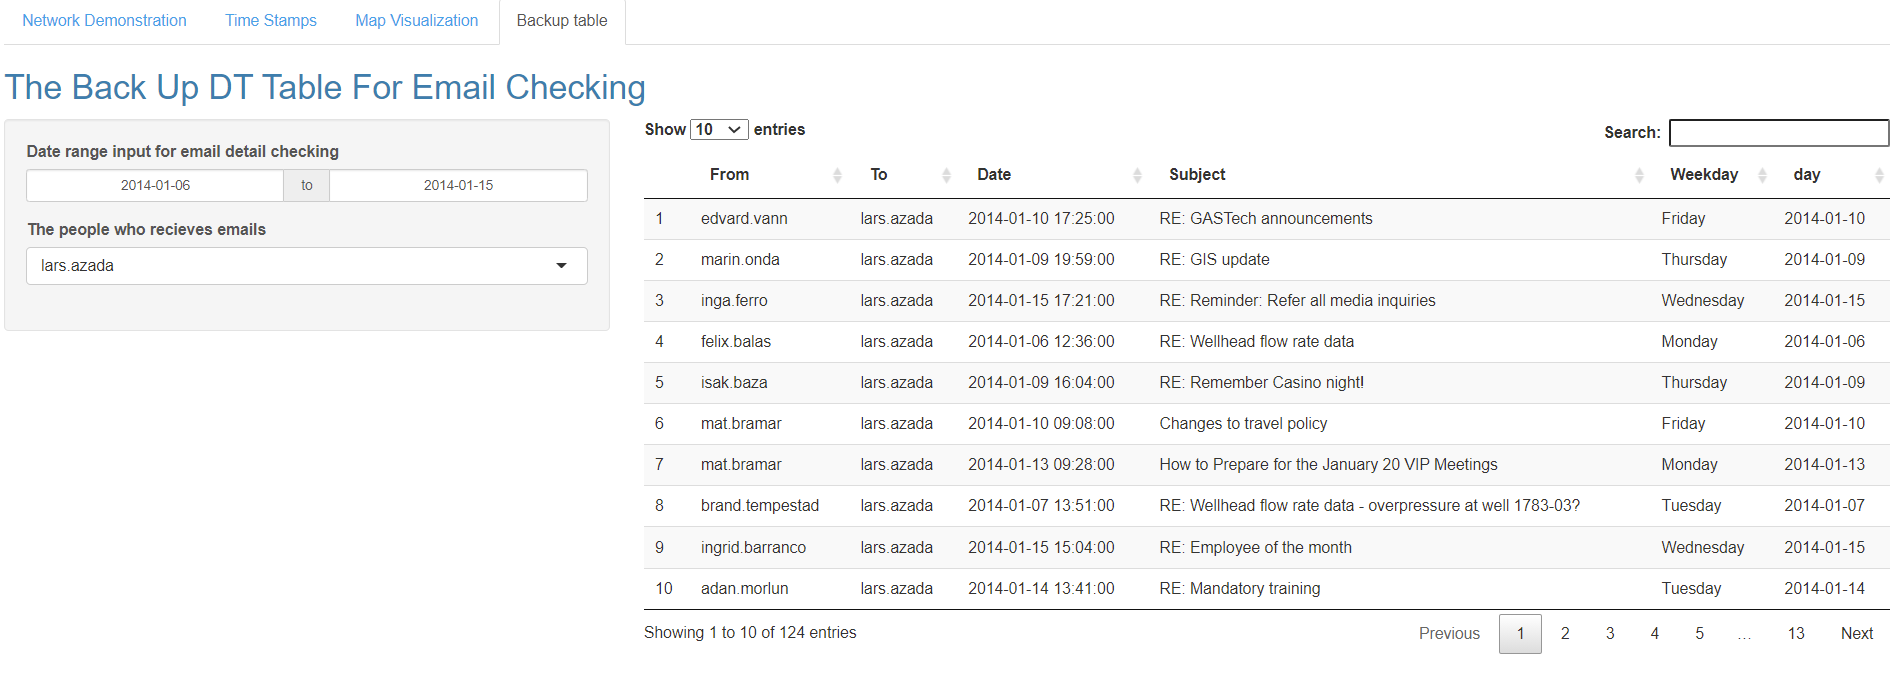 Network Demonstration Time Stamps Map Visualization Backup table
The Back Up DT Table For Email Checking
Date range input for email detail checking
2014-01-06 to 2014-01-15
The people who recieves emails
lars.azada
Show 10 entries Search:
From To Date Subject Weekday day
1 edvard.vann lars.azada 2014-01-10 17:25:00 RE: GASTech announcements Friday 2014-01-10
2 marin.onda lars.azada 2014-01-09 19:59:00 RE: GIS update Thursday 2014-01-09
3 inga.ferro lars.azada 2014-01-15 17:21:00 RE: Reminder: Refer all media inquiries Wednesday 2014-01-15
4 felix.balas lars.azada 2014-01-06 12:36:00 RE: Wellhead flow rate data Monday 2014-01-06
5 isak.baza lars.azada 2014-01-09 16:04:00 RE: Remember Casino night! Thursday 2014-01-09
6 mat.bramar lars.azada 2014-01-10 09:08:00 Changes to travel policy Friday 2014-01-10
7 mat.bramar lars.azada 2014-01-13 09:28:00 How to Prepare for the January 20 VIP Meetings Monday 2014-01-13
8 brand.tempestad lars.azada 2014-01-07 13:51:00 RE: Wellhead flow rate data - overpressure at well 1783-03? Tuesday 2014-01-07
9 ingrid.barranco lars.azada 2014-01-15 15:04:00 RE: Employee of the month Wednesday 2014-01-15
10 adan.morlun lars.azada 2014-01-14 13:41:00 RE: Mandatory training Tuesday 2014-01-14
Showing 1 to 10 of 124 entries Previous 1 2 3 4 5 … 13 Next